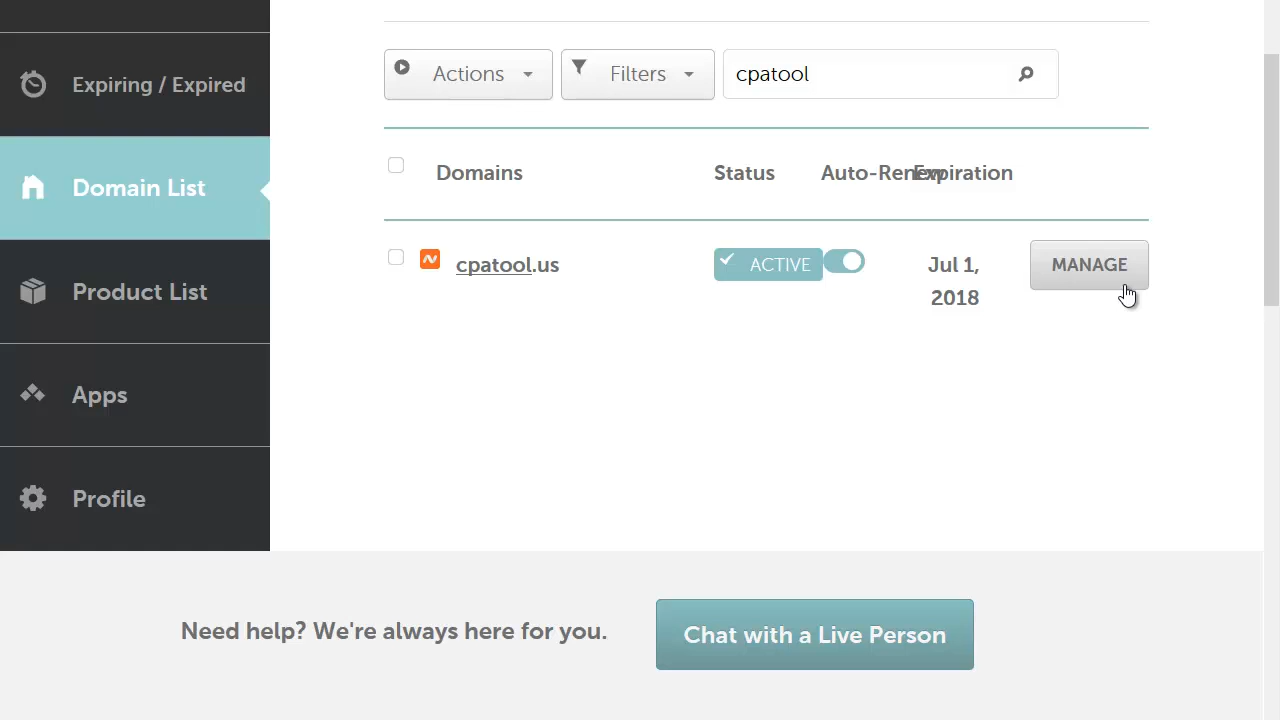 Actions
Filters
cpatool
Expiring / Expired
Domains
Status
Auto-Renew
Expiration
Domain List
cpatool.us
ACTIVE
Jul 1,
2018
MANAGE
Product List
Apps
Profile
Need help? We're always here for you.
Chat with a Live Person